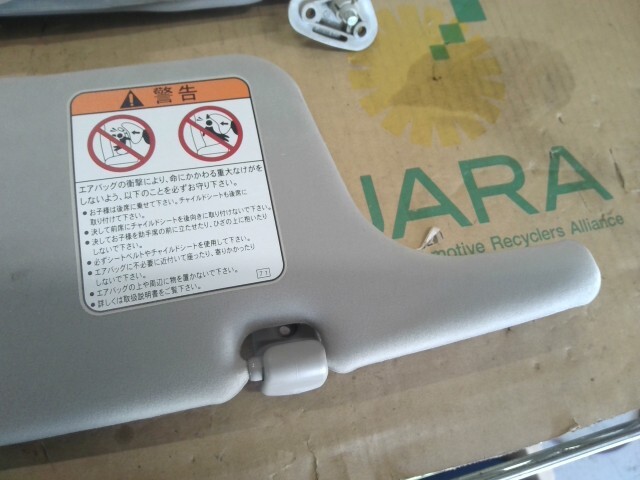 警告
エアバッグの衝撃により、命にかかわる重大なけがを
しないよう、以下のことを必ずお守り下さい。
● お子様は後席に乗せて下さい。チャイルドシートも後席に
取り付けて下さい。
● 決して前席にチャイルドシートを後向きに取り付けないで下さい。
● 決してお子様を助手席の前に立たせたり、ひざの上に抱いたり
しないで下さい。
● 必ずシートベルトやチャイルドシートを使用して下さい。
● エアバッグに不必要に近付いて座ったり、寄りかかったり
しないで下さい。
● エアバッグの上や周辺に物を置かないで下さい。
● 詳しくは取扱説明書をご覧下さい。
JARA
motive Recyclers Alliance